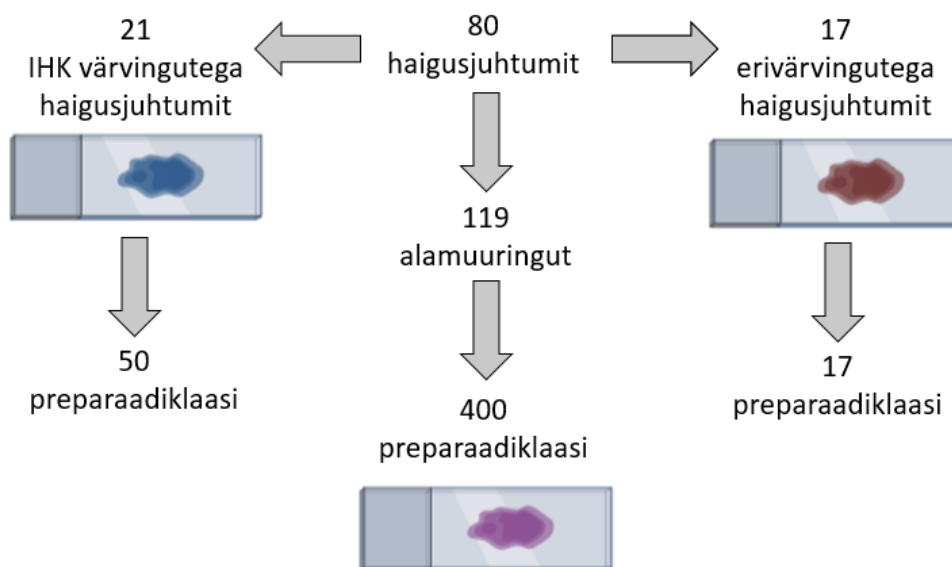 21
IHK värvingutega
haigusjuhtumit
80
haigusjuhtumit
17
erivärvingutega
haigusjuhtumit
119
alamuuringut
50
preparaadiklaasi
400
preparaadiklaasi
17
preparaadiklaasi